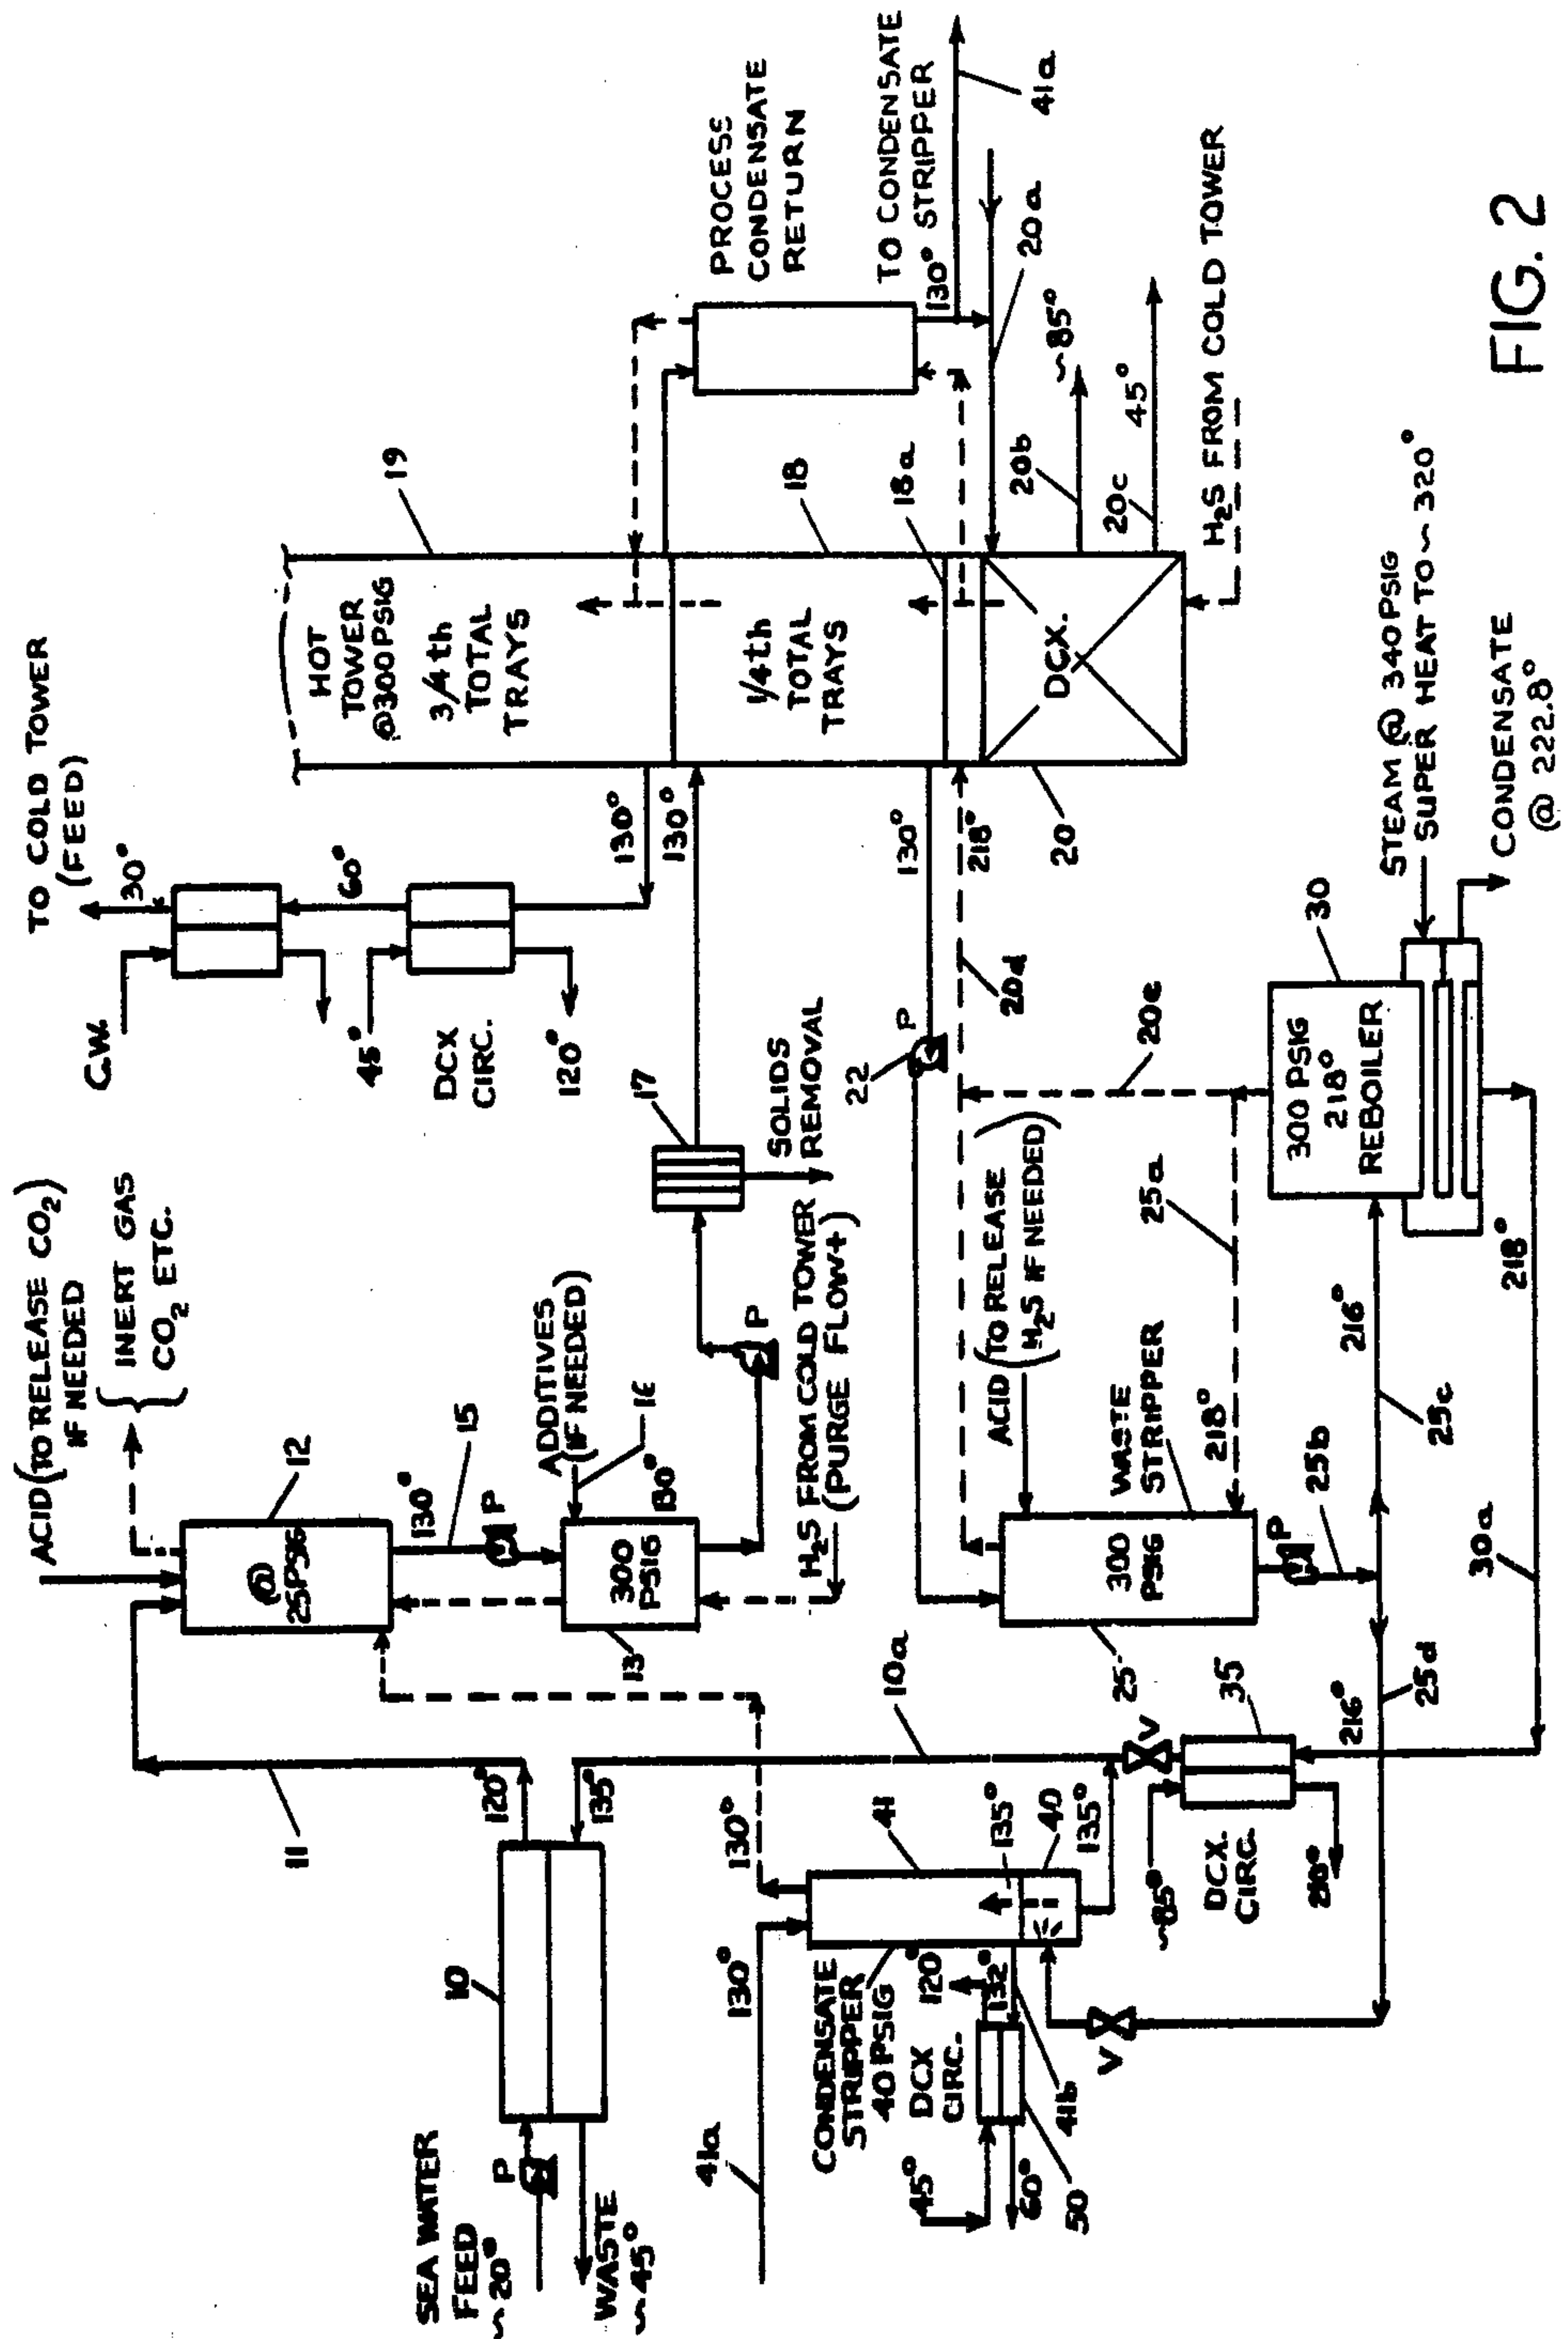 ACID (TO RELEASE CO2)
IF NEEDED
INERT GAS
CO2 ETC.
12
@
25PSIG
130°
15
P
ADDITIVES
(IF NEEDED)
16
130°
300
PSIG
13
H2S FROM COLD TOWER
(PURGE FLOW+)
P
17
SOLIDS
REMOVAL
TO COLD TOWER
(FEED)
30°
C.W.
60°
45°
DCX
CIRC.
120°
130°
130°
HOT
TOWER
@300PSIG
3/4th
TOTAL
TRAYS
19
1/4th
TOTAL
TRAYS
18
18a
PROCESS
CONDENSATE
RETURN
TO CONDENSATE
130° STRIPPER
41a
20a
~85°
20b
20c
45°
DCX.
20
H2S FROM COLD TOWER
130°
218°
22
P
20d
20e
ACID (TO RELEASE
H2S IF NEEDED)
25a
218°
WASTE
STRIPPER
300
PSIG
25
P
25b
216°
25c
30
300 PSIG
218°
REBOILER
STEAM @ 340PSIG
SUPER HEAT TO ~ 320°
CONDENSATE
@ 222.8°
218°
30a
216°
25d
35
V
~85°
DCX.
CIRC.
210°
10a
11
120°
135°
10
P
SEA WATER
FEED
~20°
WASTE
~45°
130°
130°
41a
41
135°
40
135°
CONDENSATE
STRIPPER
40 PSIG
DCX
CIRC.
120°
132°
41b
45°
60°
50
V
FIG. 2